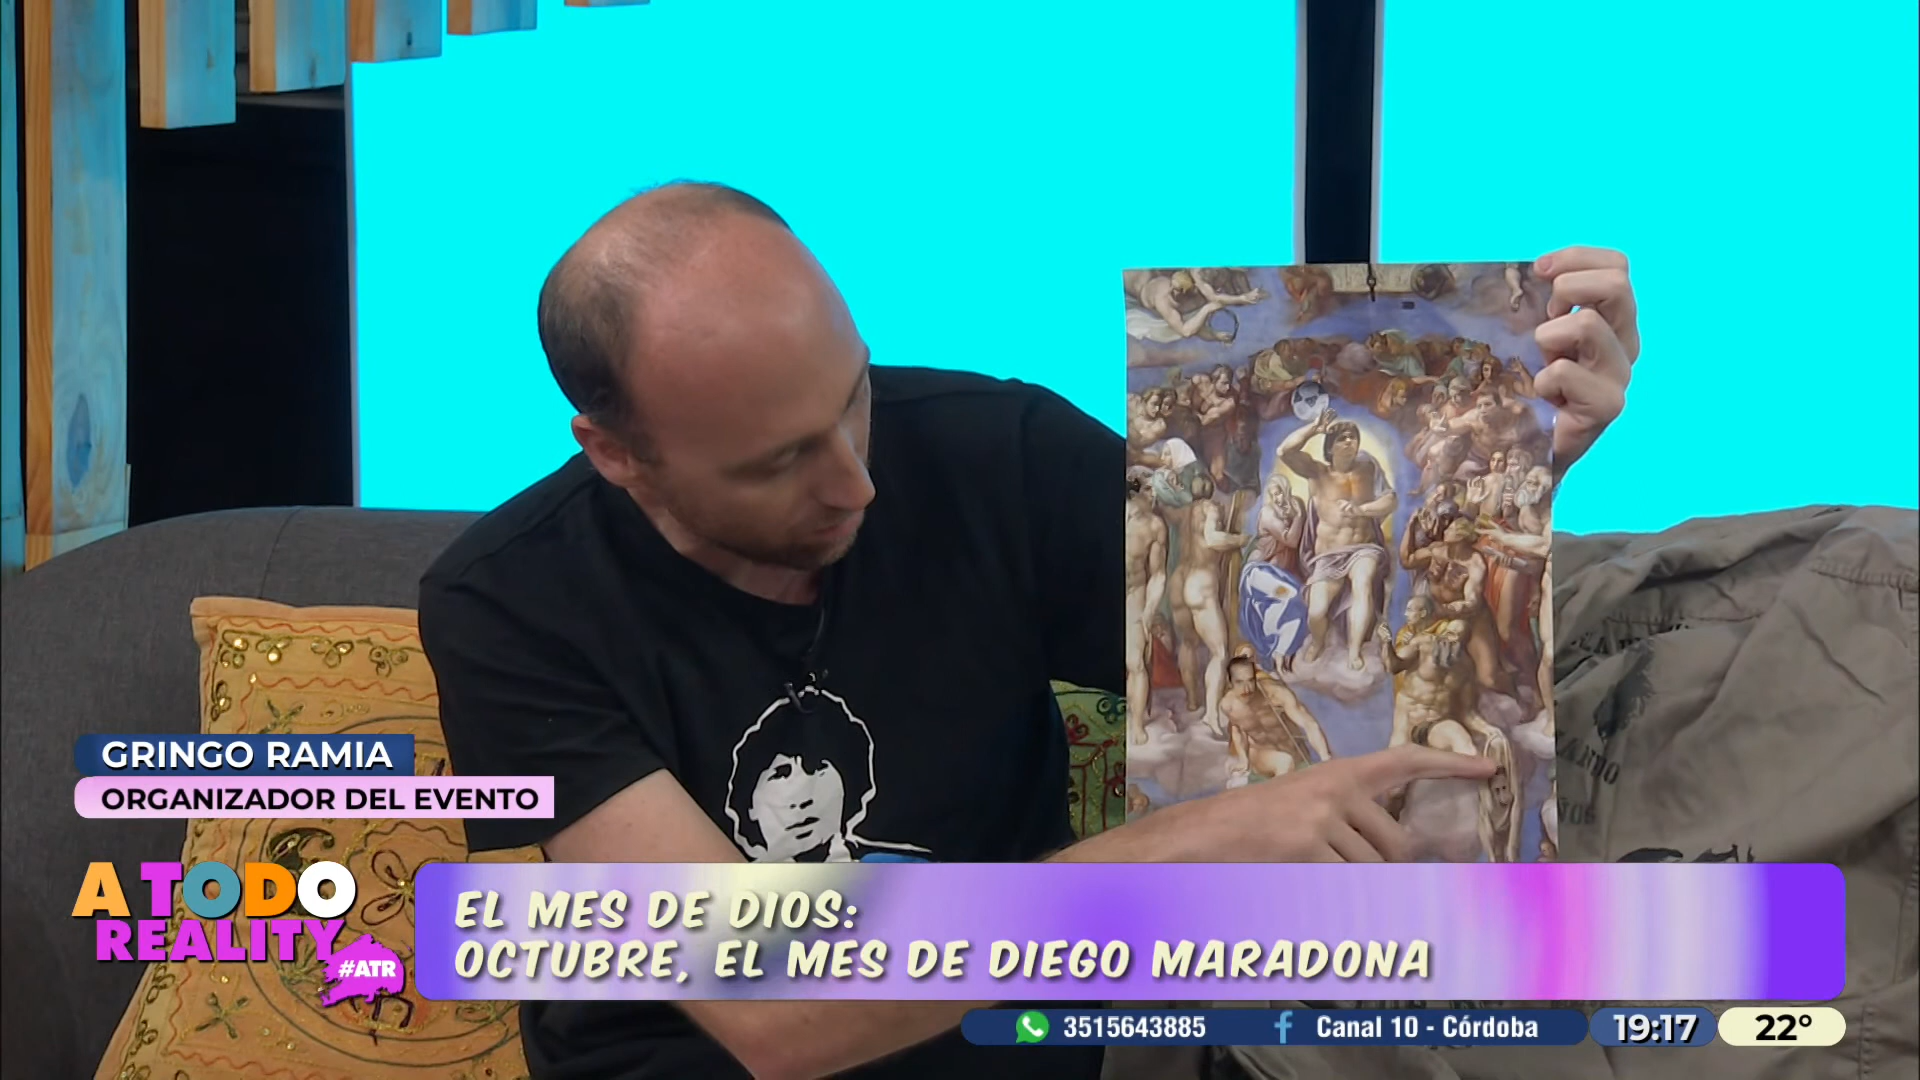 GRINGO RAMIA
ORGANIZADOR DEL EVENTO
A TODO
REALITY
#ATR
EL MES DE DIOS:
OCTUBRE, EL MES DE DIEGO MARADONA
3515643885
Canal 10 - Córdoba
19:17
22°